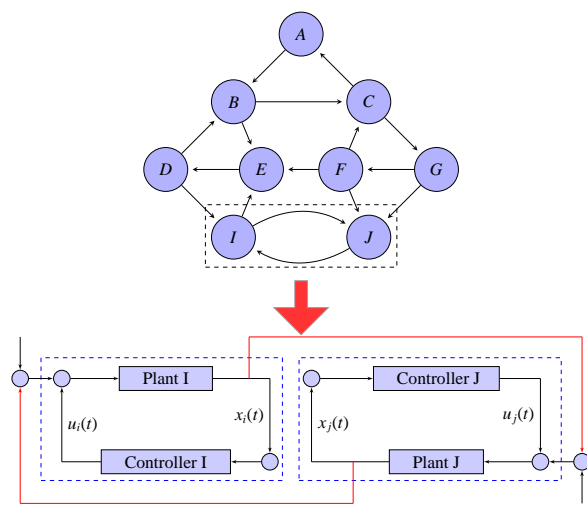 A
B
C
D
E
F
G
I
J
Plant I
Controller J
u_i(t)
x_i(t)
x_j(t)
u_j(t)
Controller I
Plant J